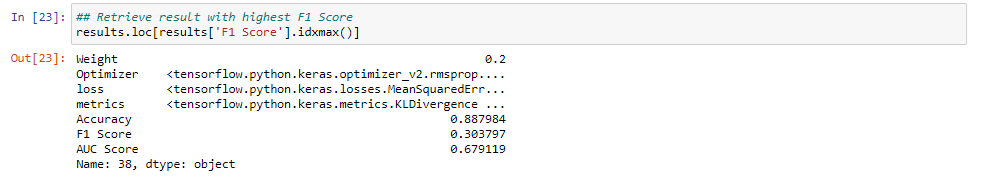 In [23]: ## Retrieve result with highest F1 Score
results.loc[results['F1 Score'].idxmax()]
Out[23]: Weight 0.2
Optimizer <tensorflow.python.keras.optimizer_v2.rmsprop....
loss <tensorflow.python.keras.losses.MeanSquaredErr...
metrics <tensorflow.python.keras.metrics.KLDivergence ...
Accuracy 0.887984
F1 Score 0.303797
AUC Score 0.679119
Name: 38, dtype: object